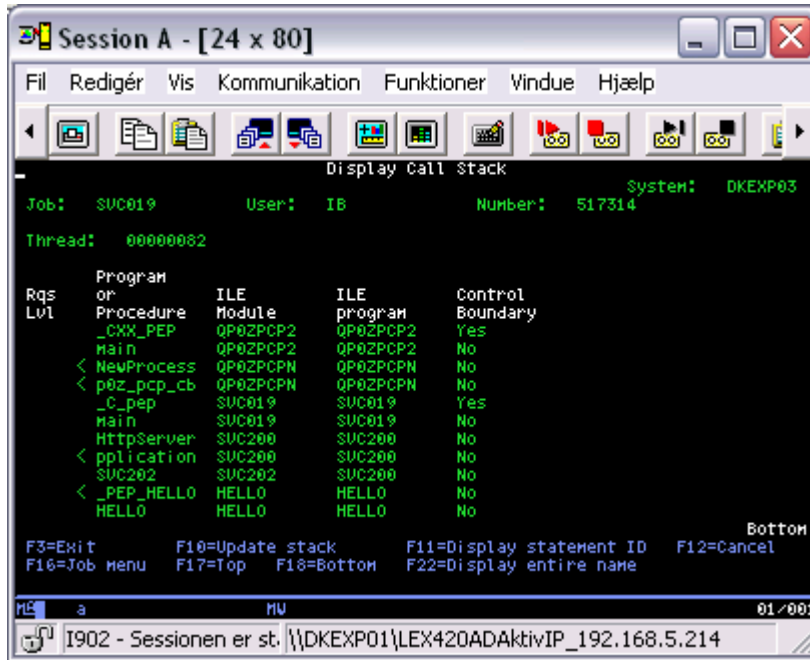 Session A - [24 x 80]
Fil Redigér Vis Kommunikation Funktioner Vindue Hjælp
Display Call Stack
System: DKEXP03
Job: SVC019 User: IB Number: 517314
Thread: 00000082
Program
Rqs or ILE ILE Control
Lvl Procedure Module program Boundary
_CXX_PEP QP0ZPCP2 QP0ZPCP2 Yes
main QP0ZPCP2 QP0ZPCP2 No
< NewProcess QP0ZPCPN QP0ZPCPN No
< p0z_pcp_cb QP0ZPCPN QP0ZPCPN No
_C_pep SVC019 SVC019 Yes
main SVC019 SVC019 No
HttpServer SVC200 SVC200 No
< pplication SVC200 SVC200 No
SVC202 SVC202 SVC200 No
< _PEP_HELLO HELLO HELLO No
HELLO HELLO HELLO No
Bottom
F3=Exit F10=Update stack F11=Display statement ID F12=Cancel
F16=Job menu F17=Top F18=Bottom F22=Display entire name
a MW 01/001
I902 - Sessionen er st. \\DKEXP01\LEX420ADAktivIP_192.168.5.214